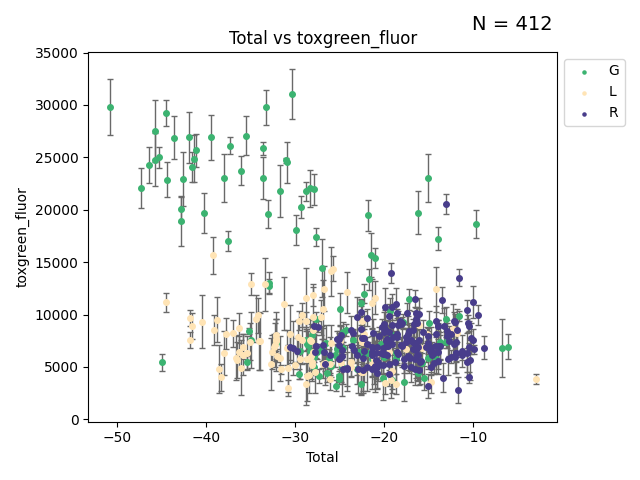 N = 412
Total vs toxgreen_fluor
35000
30000
25000
20000
15000
10000
5000
0
toxgreen_fluor
−50
−40
−30
−20
−10
Total
G
L
R